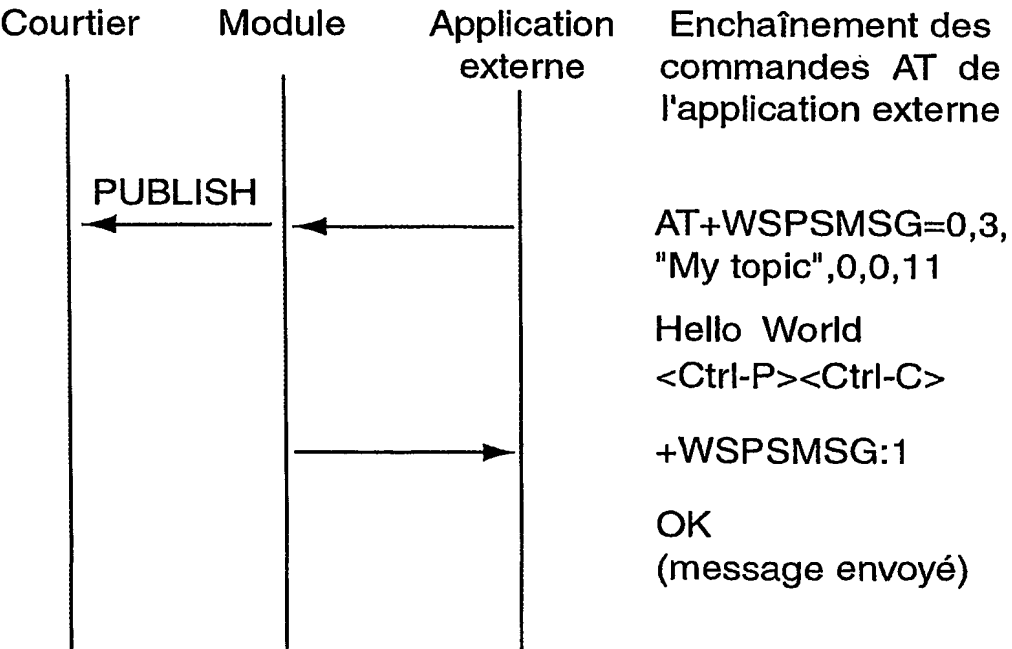 Courtier Module Application externe Enchaînement des
commandes AT de
l'application externe
PUBLISH
AT+WSPSMSG=0,3,
"My topic",0,0,11
Hello World
<Ctrl-P><Ctrl-C>
+WSPSMSG:1
OK
(message envoyé)